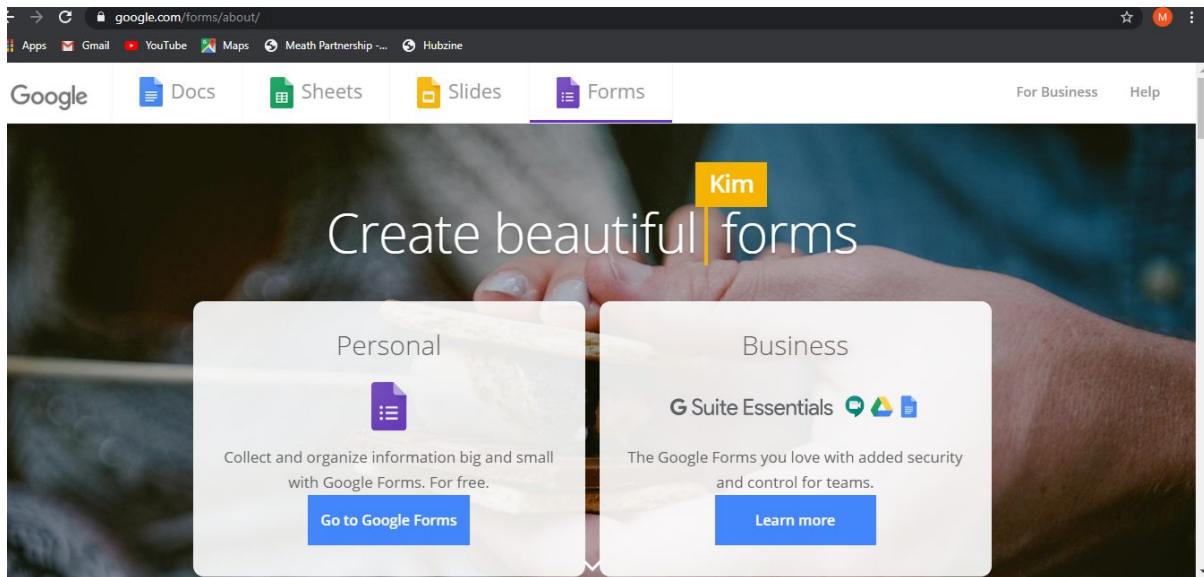 google.com/forms/about/
M
Apps Gmail YouTube Maps Meath Partnership -... Hubzine
Google Docs Sheets Slides Forms For Business Help
Kim
Create beautiful forms
Personal
Collect and organize information big and small
with Google Forms. For free.
Go to Google Forms
Business
G Suite Essentials
The Google Forms you love with added security
and control for teams.
Learn more